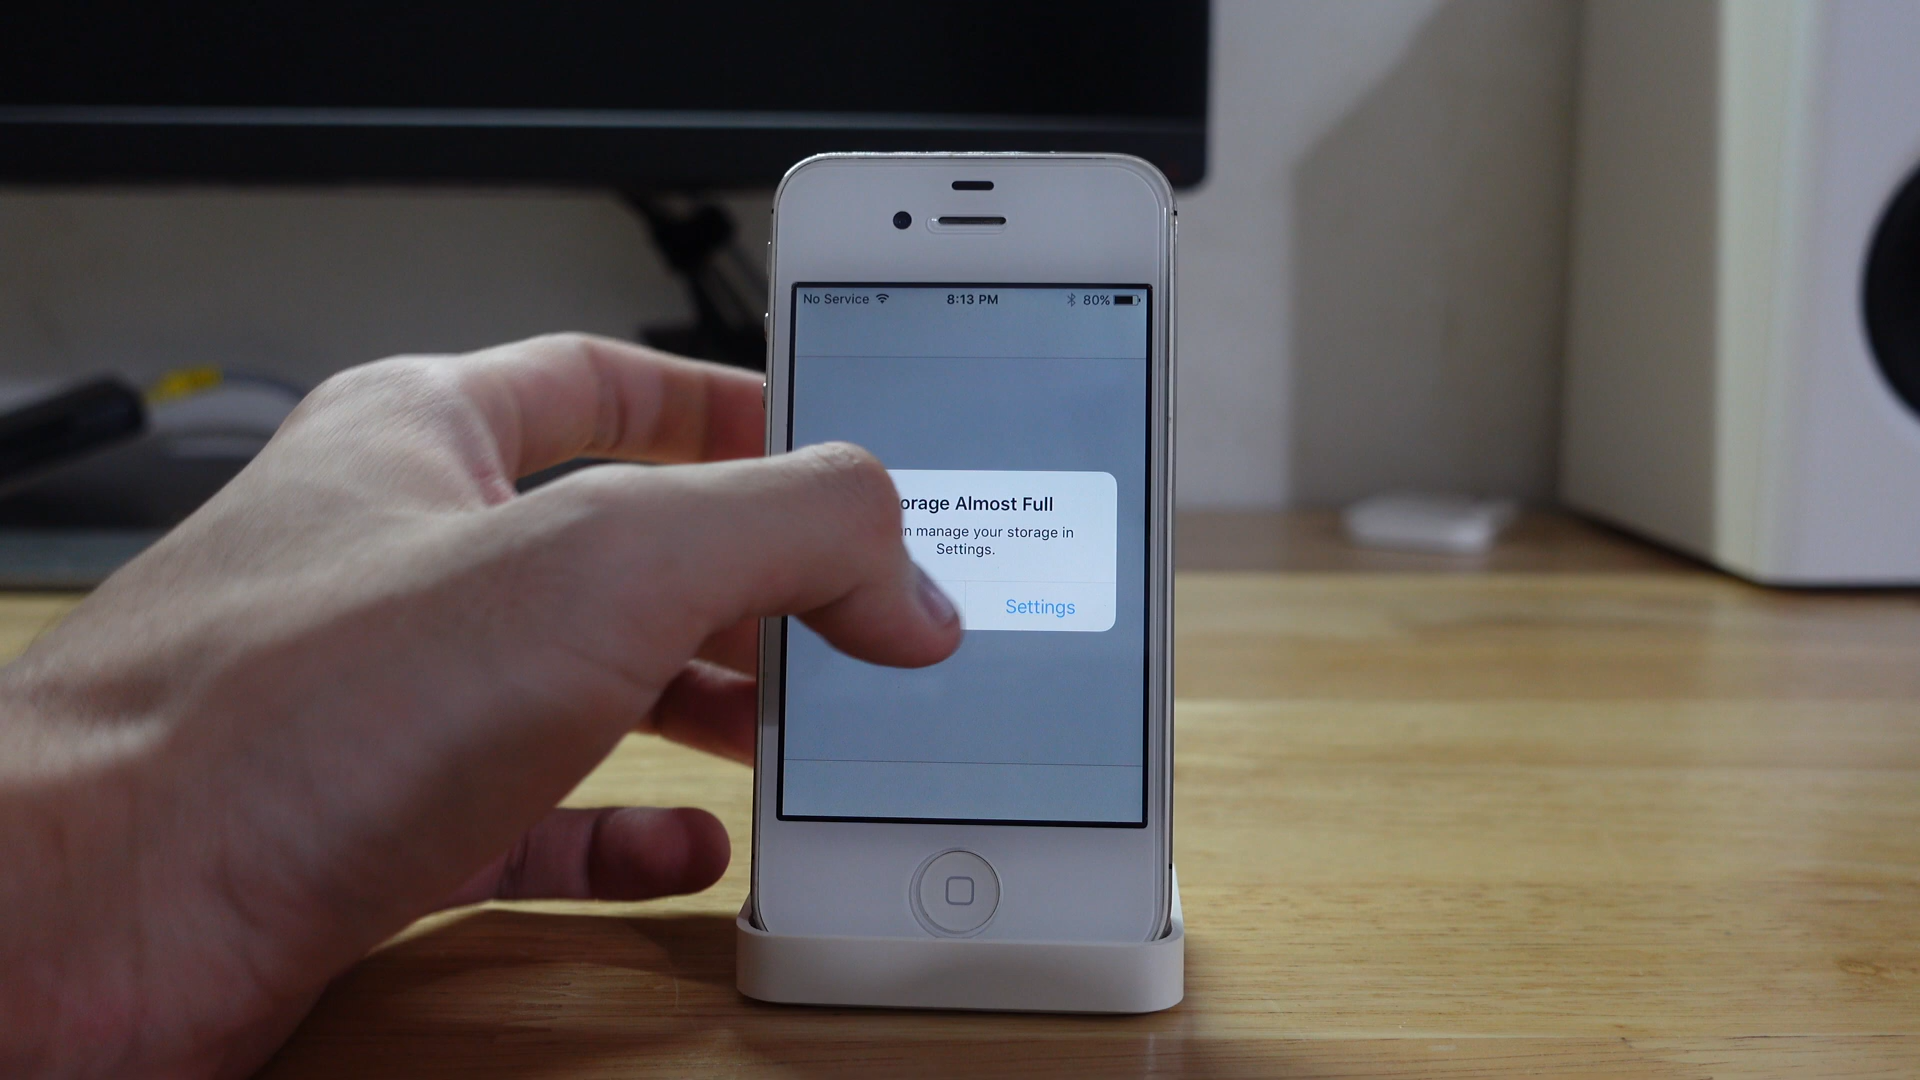 No Service
8:13 PM
80%
orage Almost Full
n manage your storage in
Settings.
Settings